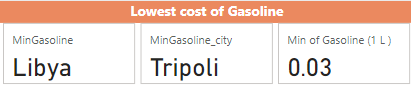 Lowest cost of Gasoline
MinGasoline MinGasoline_city Min of Gasoline (1 L )
Libya Tripoli 0.03